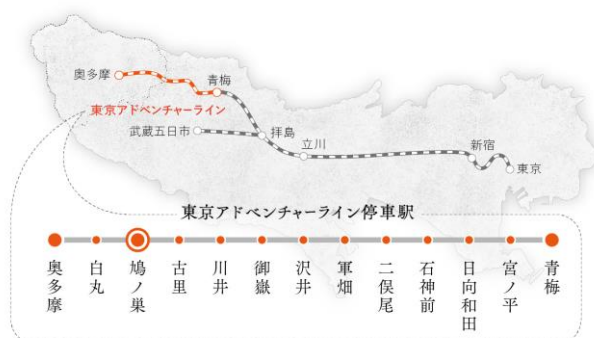 奥多摩
青梅
東京アドベンチャーライン
武蔵五日市
拝島
立川
新宿
東京
東京アドベンチャーライン停車駅
奥多摩
白丸
鳩ノ巣
古里
川井
御嶽
沢井
軍畑
二俣尾
石神前
日向和田
宮ノ平
青梅